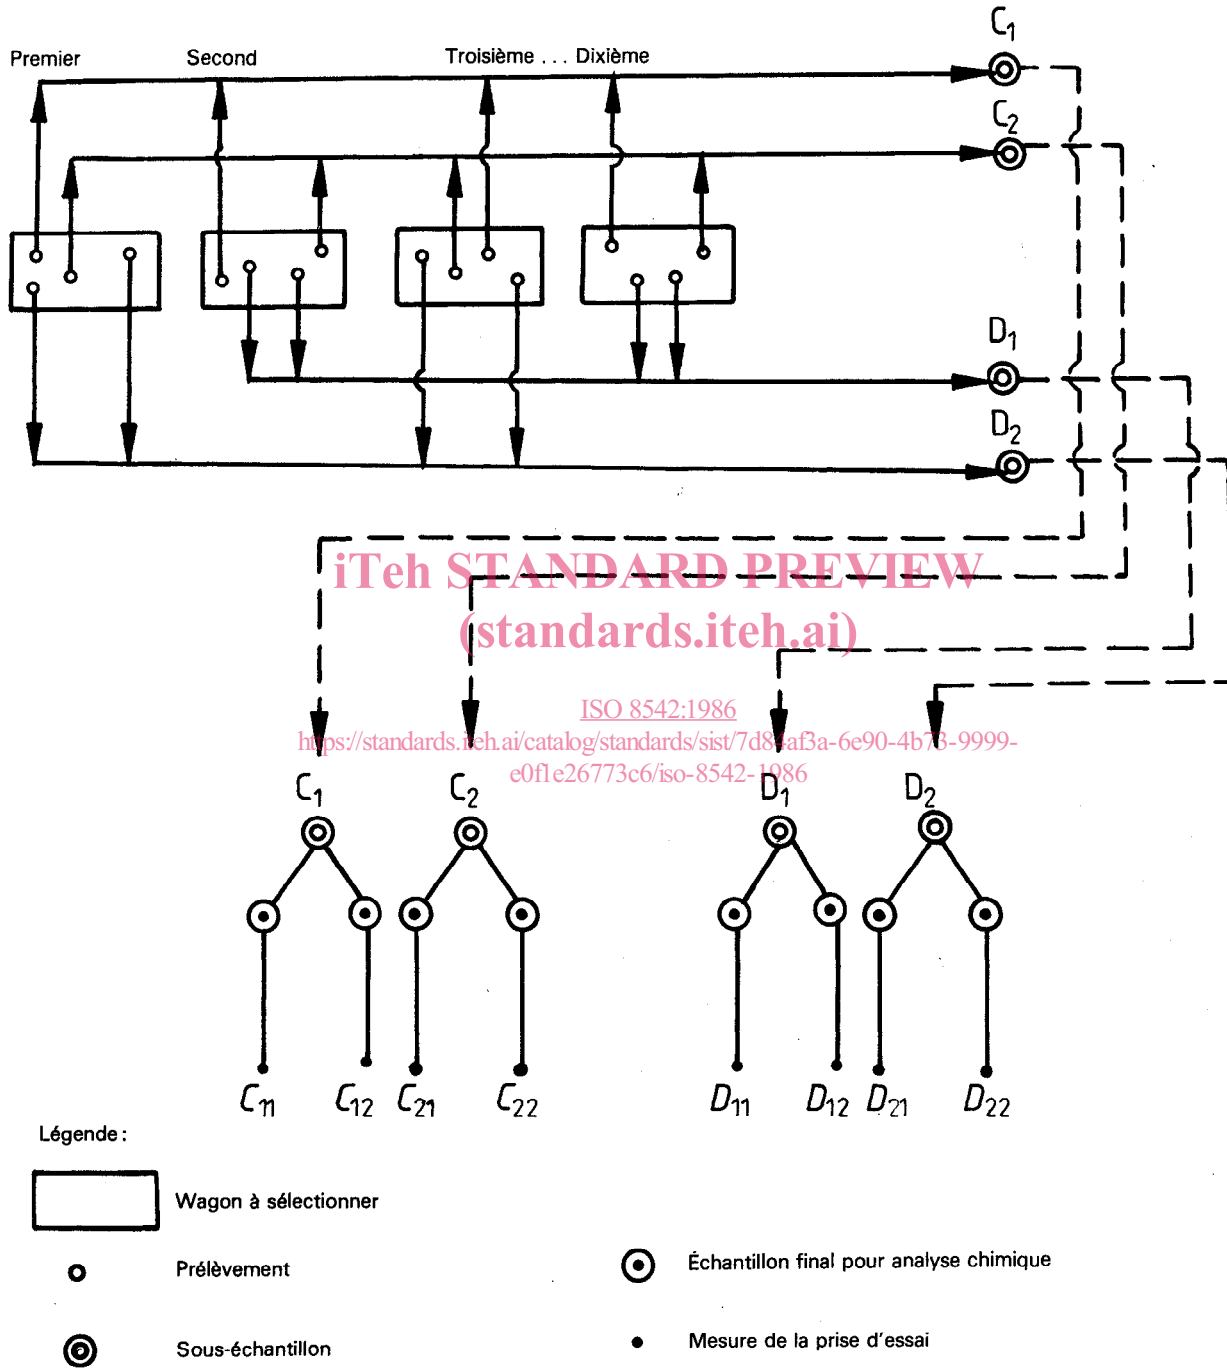 C₁
Premier Second Troisième ... Dixième
C₂
D₁
D₂
iTeh STANDARD PREVIEW
(standards.iteh.ai)
ISO 8542:1986
https://standards.iteh.ai/catalog/standards/sist/7d84af3a-6e90-4b73-9999-
e0f1e26773c6/iso-8542-1986
C₁ C₂ D₁ D₂
C₁₁ C₁₂ C₂₁ C₂₂ D₁₁ D₁₂ D₂₁ D₂₂
Légende :
Wagon à sélectionner
Prélèvement
Échantillon final pour analyse chimique
Sous-échantillon
Mesure de la prise d'essai